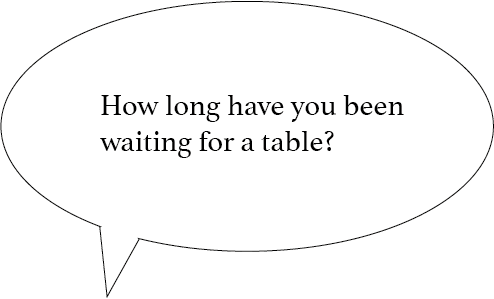 How long have you been
waiting for a table?